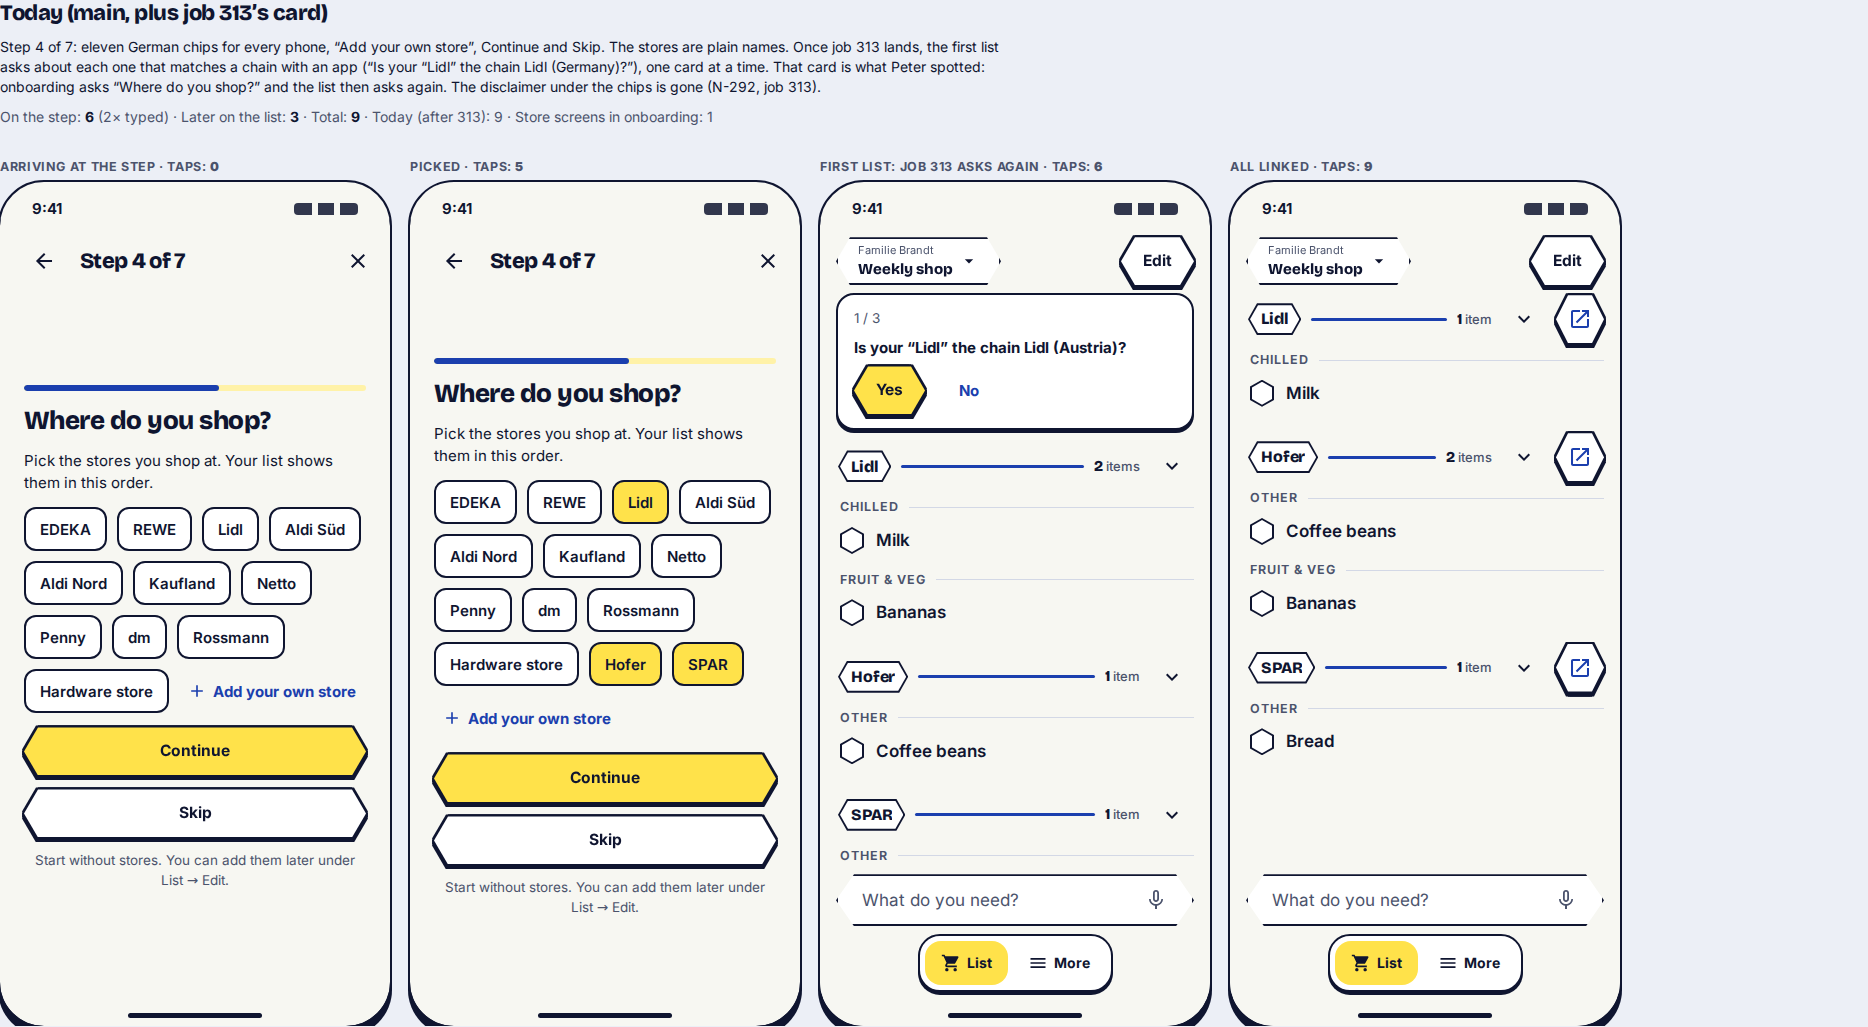 Today (main, plus job 313's card)
Step 4 of 7: eleven German chips for every phone, “Add your own store”, Continue and Skip. The stores are plain names. Once job 313 lands, the first list
asks about each one that matches a chain with an app (“Is your “Lidl” the chain Lidl (Germany)?”), one card at a time. That card is what Peter spotted:
onboarding asks “Where do you shop?” and the list then asks again. The disclaimer under the chips is gone (N-292, job 313).
On the step: 6 (2× typed) · Later on the list: 3 · Total: 9 · Today (after 313): 9 · Store screens in onboarding: 1
ARRIVING AT THE STEP · TAPS: 0
9:41
Step 4 of 7
Where do you shop?
Pick the stores you shop at. Your list shows
them in this order.
EDEKA REWE Lidl Aldi Süd
Aldi Nord Kaufland Netto
Penny dm Rossmann
Hardware store + Add your own store
Continue
Skip
Start without stores. You can add them later under
List → Edit.
PICKED · TAPS: 5
9:41
Step 4 of 7
Where do you shop?
Pick the stores you shop at. Your list shows
them in this order.
EDEKA REWE Lidl Aldi Süd
Aldi Nord Kaufland Netto
Penny dm Rossmann
Hardware store Hofer SPAR
+ Add your own store
Continue
Skip
Start without stores. You can add them later under
List → Edit.
FIRST LIST: JOB 313 ASKS AGAIN · TAPS: 6
9:41
Familie Brandt
Weekly shop
Edit
1 / 3
Is your “Lidl” the chain Lidl (Austria)?
Yes No
Lidl 2 items
CHILLED
Milk
FRUIT & VEG
Bananas
Hofer 1 item
OTHER
Coffee beans
SPAR 1 item
OTHER
What do you need?
List More
ALL LINKED · TAPS: 9
9:41
Familie Brandt
Weekly shop
Edit
Lidl 1 item
CHILLED
Milk
Hofer 2 items
OTHER
Coffee beans
FRUIT & VEG
Bananas
SPAR 1 item
OTHER
Bread
What do you need?
List More